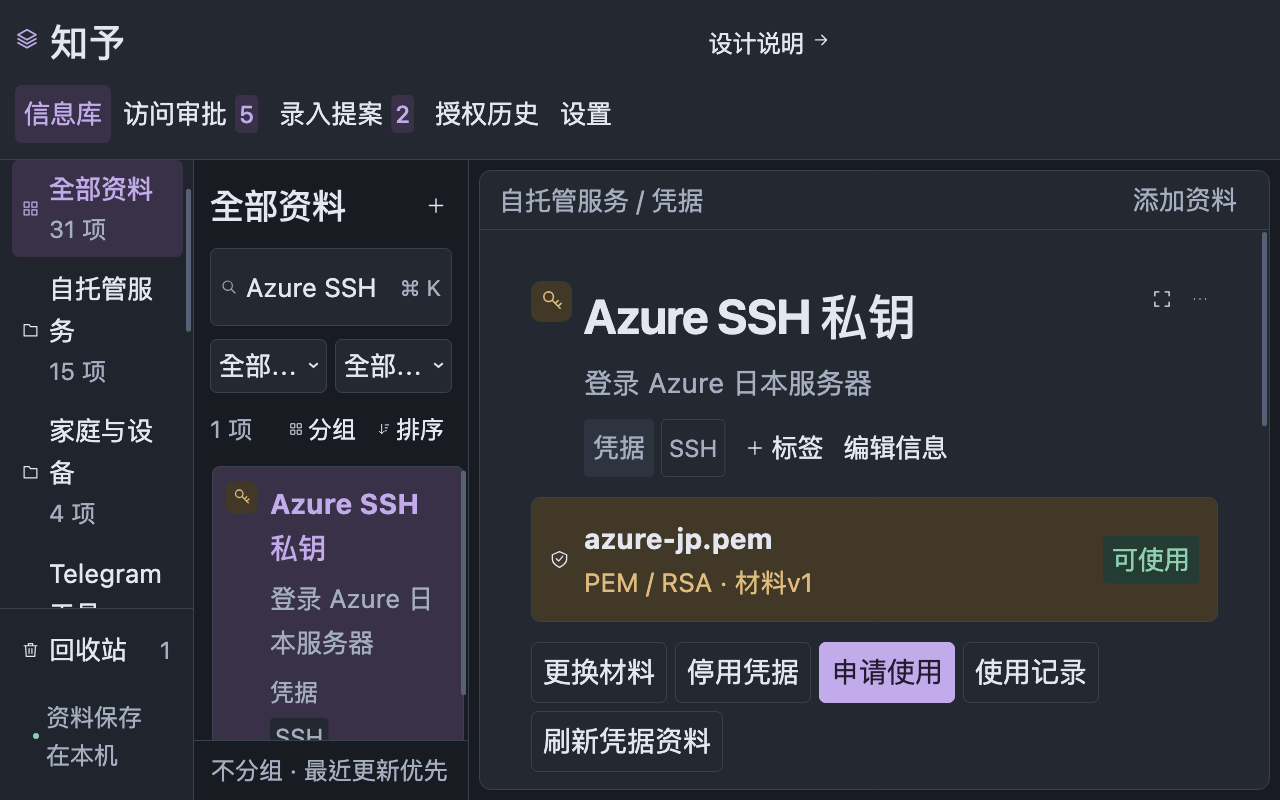 知予
设计说明 →
信息库 访问审批 5 录入提案 2 授权历史 设置
全部资料
31 项
自托管服
务
15 项
家庭与设
备
4 项
Telegram
回收站 1
资料保存
在本机
全部资料 +
Azure SSH ⌘ K
全部... 全部...
1 项 分组 排序
Azure SSH
私钥
登录 Azure 日
本服务器
凭据
SSH
不分组 · 最近更新优先
自托管服务 / 凭据 添加资料
Azure SSH 私钥 ...
登录 Azure 日本服务器
凭据 SSH + 标签 编辑信息
azure-jp.pem
PEM / RSA · 材料v1
可使用
更换材料 停用凭据 申请使用 使用记录
刷新凭据资料